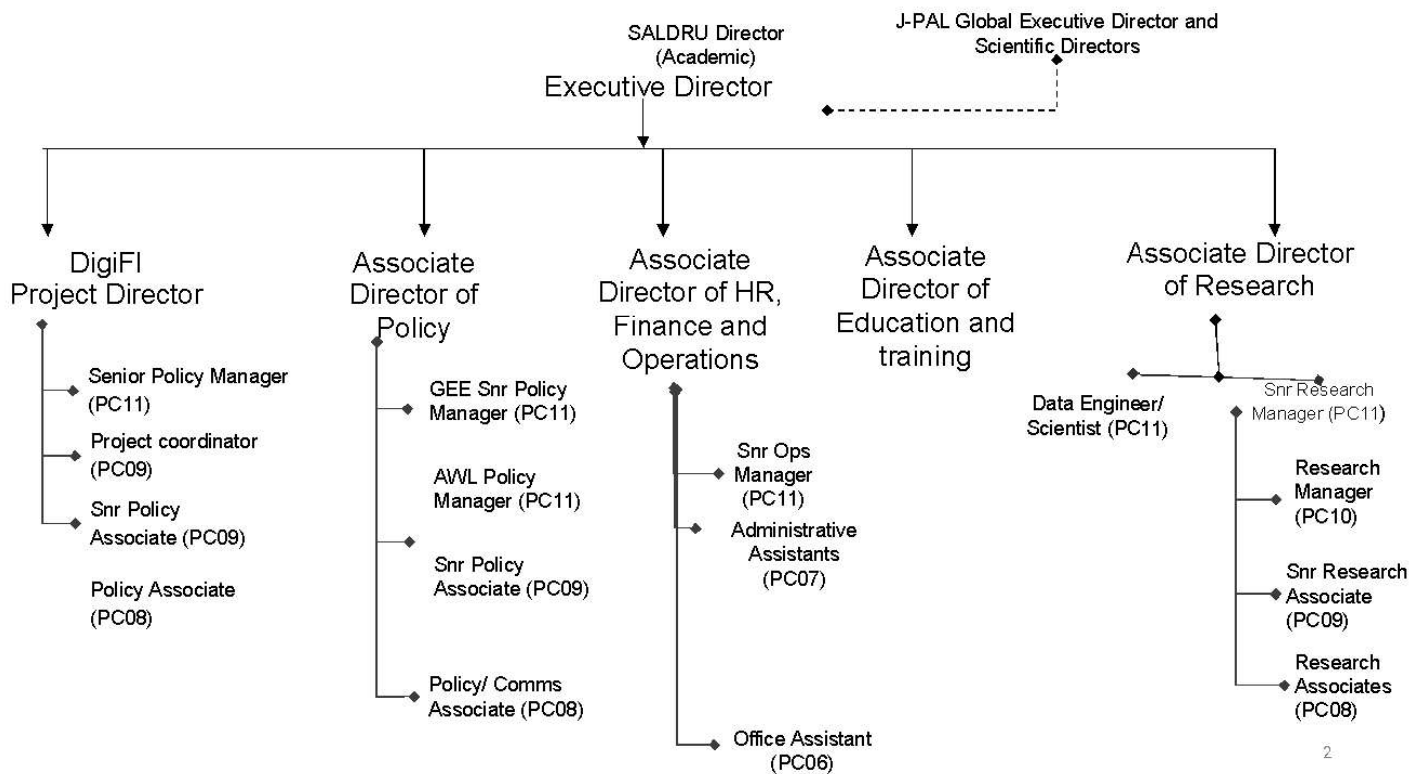 SALDRU Director
(Academic)
Executive Director
J-PAL Global Executive Director and
Scientific Directors
DigiFI
Project Director
Senior Policy Manager
(PC11)
Project coordinator
(PC09)
Snr Policy
Associate (PC09)
Policy Associate
(PC08)
Associate
Director of
Policy
GEE Snr Policy
Manager (PC11)
AWL Policy
Manager (PC11)
Snr Policy
Associate (PC09)
Policy/ Comms
Associate (PC08)
Associate
Director of HR,
Finance and
Operations
Snr Ops
Manager
(PC11)
Administrative
Assistants
(PC07)
Office Assistant
(PC06)
Associate
Director of
Education and
training
Associate Director
of Research
Data Engineer/
Scientist (PC11)
Snr Research
Manager (PC11)
Research
Manager
(PC10)
Snr Research
Associate
(PC09)
Research
Associates
(PC08)
2